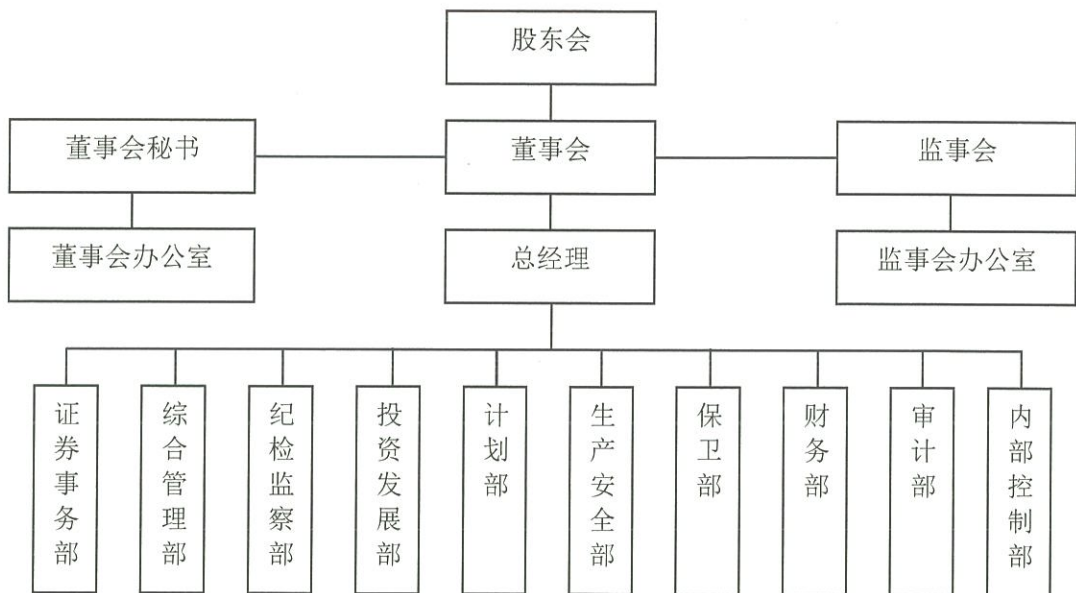 股东会
董事会秘书
董事会
监事会
董事会办公室
总经理
监事会办公室
证券事务部
综合管理部
纪检监察部
投资发展部
计划部
生产安全部
保卫部
财务部
审计部
内部控制部